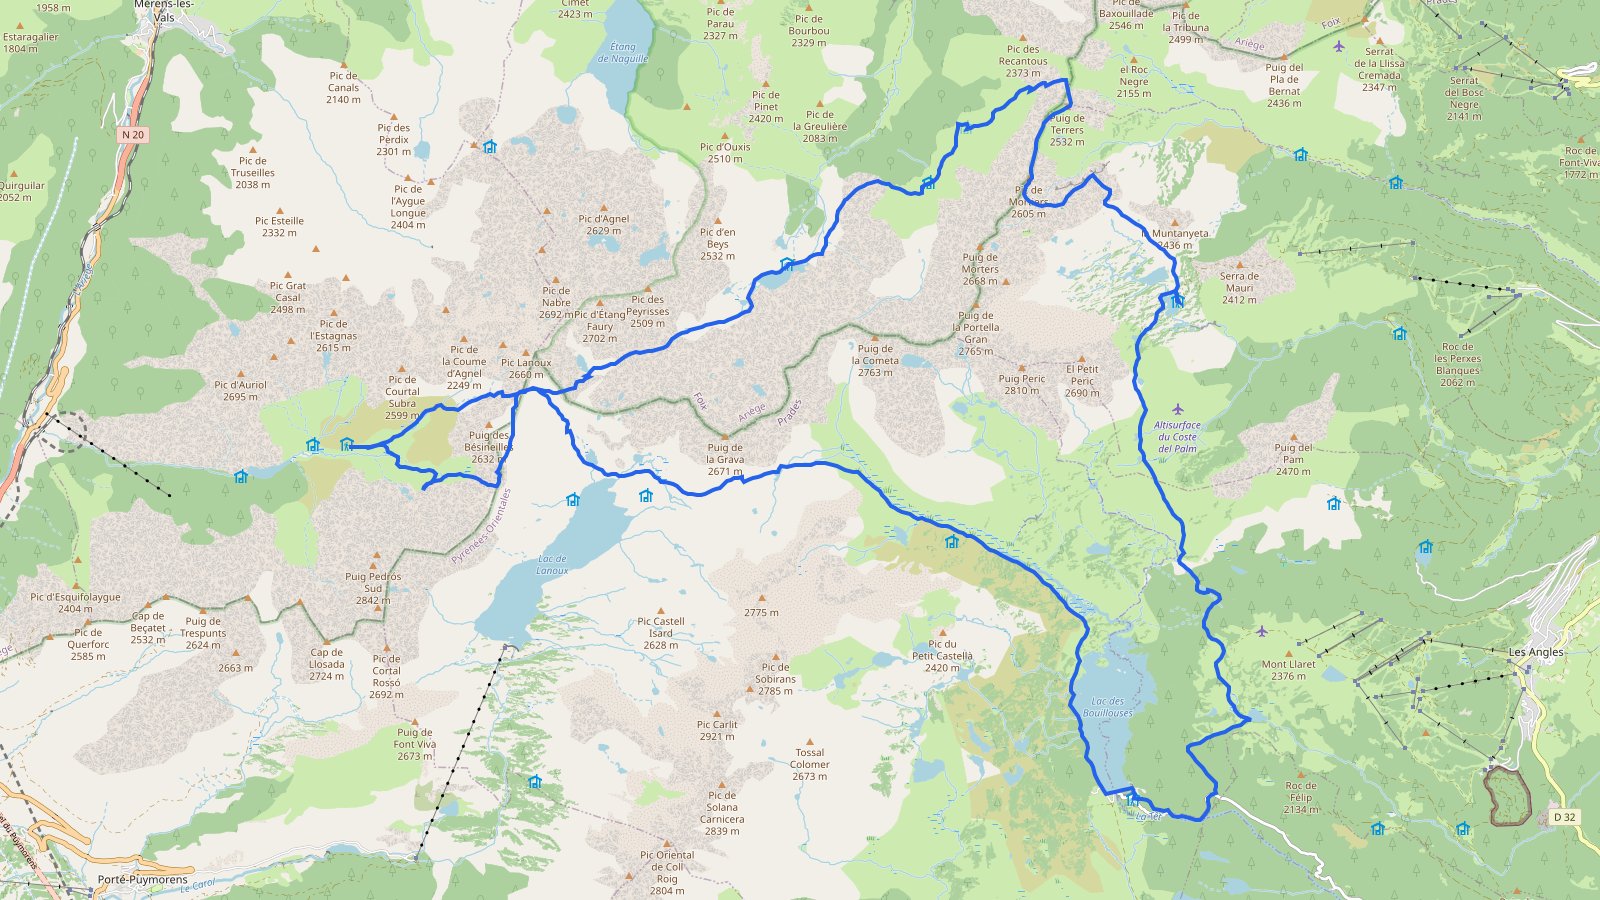 Mérens-les-
Vals
Estaragalier
1804 m
1958 m
Cimet
2423 m
Pic de
Parau
2327 m
Pic de
Bourbou
2329 m
Pic de
Baxouillade
2546 m
Pic de
la Tribuna
2499 m
Foix
Ariège
Prades
Serrat
de la Llissa
Cremada
2347 m
Étang
de Naguille
Pic des
Recantous
2373 m
el Roc
Negre
2155 m
Puig del
Pla de
Bernat
2436 m
Serrat
del Bosc
Negre
2141 m
Pic de
Canals
2140 m
Pic de
Pinet
2420 m
Pic de
la Greulière
2083 m
Puig de
Terrers
2532 m
N 20
Pic des
Perdix
2301 m
Pic d'Ouxis
2510 m
Roc de
Font-Viva
1772 m
Pic de
Truseilles
2038 m
Quirguilar
2052 m
Pic de
l'Aygue
Longue
2404 m
Pic de
Morters
2605 m
Pic Esteille
2332 m
Pic d'Agnel
2629 m
Pic d'en
Beys
2532 m
la Muntanyeta
2436 m
L'Ariège
Puig de
Morters
2668 m
Serra de
Mauri
2412 m
Pic Grat
Casal
2498 m
Pic de
Nabre
2692 m
Pic d'Étang
Faury
2702 m
Pic des
Peyrisses
2509 m
Pic de
l'Estagnas
2615 m
Puig de
la Portella
Gran
2765 m
Pic de
la Coume
d'Agnel
2249 m
Pic Lanoux
2660 m
Puig de
la Cometa
2763 m
Roc de
les Perxes
Blanques
2062 m
Pic d'Auriol
2695 m
Pic de
Courtal
Subra
2599 m
Puig Peric
2810 m
El Petit
Peric
2690 m
Foix
Ariège
Prades
Altisurface
du Coste
del Palm
Puig des
Bésineilles
2632 m
Puig de
la Grava
2671 m
Puig del
Pam
2470 m
Pyrénées-Orientales
Lac de
Lanoux
Puig Pedrós
Sud
2842 m
Pic d'Esquifolaygue
2404 m
Cap de
Beçatet
2532 m
Puig de
Trespunts
2624 m
2775 m
Pic Castell
Isard
2628 m
Pic de
Querforc
2585 m
Pic du
Petit Castellà
2420 m
Les Angles
Cap de
Llosada
2724 m
2663 m
Pic de
Cortal
Rossó
2692 m
Pic de
Sobirans
2785 m
Mont Llaret
2376 m
Lac des
Bouillouses
Pic Carlit
2921 m
Puig de
Font Viva
2673 m
Tossal
Colomer
2673 m
Roc de
Félip
2134 m
Pic de
Solana
Carnicera
2839 m
La Têt
D 32
Pic Oriental
de Coll
Roig
2804 m
Porté-Puymorens
Le Carol